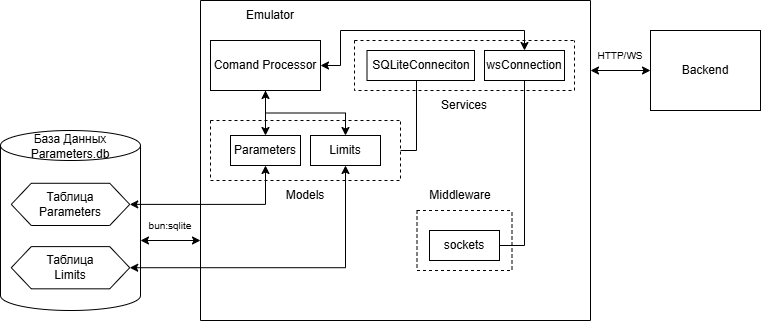 Emulator
Comand Processor
SQLiteConneciton
wsConnection
Services
HTTP/WS
Backend
База Данных
Parameters.db
Parameters
Limits
Models
Таблица
Parameters
bun:sqlite
Таблица
Limits
Middleware
sockets